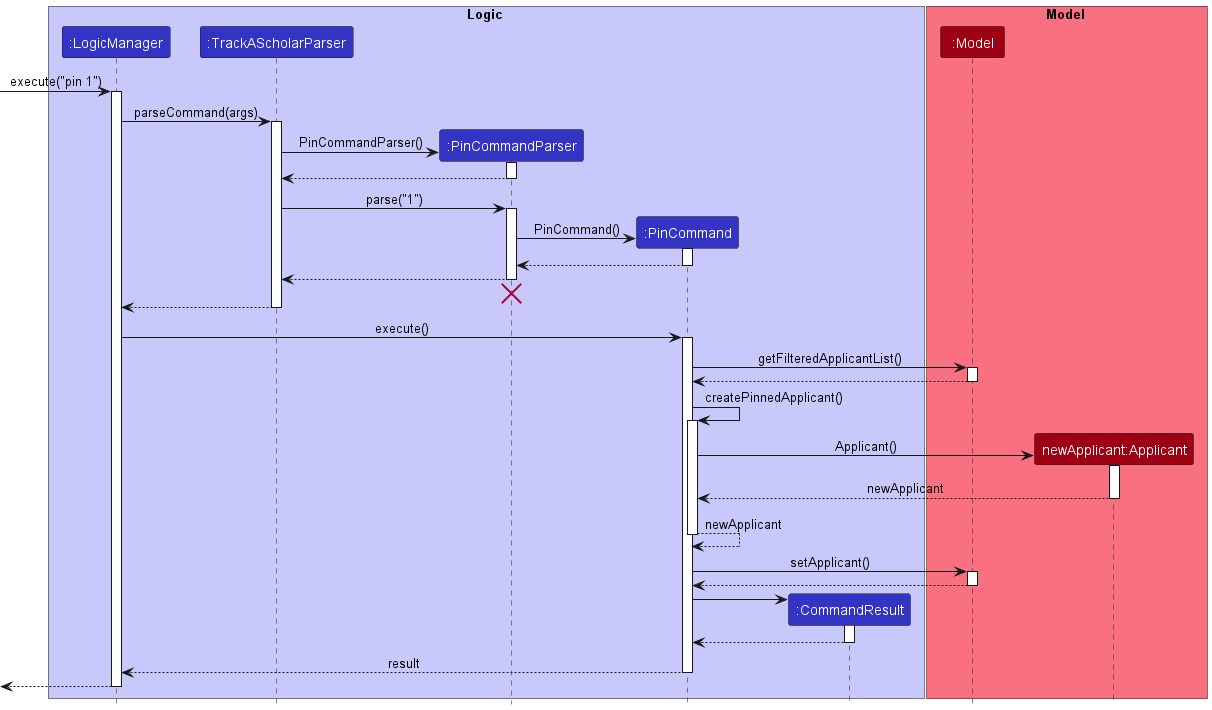 Logic
Model
:LogicManager
:TrackAScholarParser
:Model
execute("pin 1")
parseCommand(args)
PinCommandParser()
:PinCommandParser
parse("1")
PinCommand()
:PinCommand
execute()
getFilteredApplicantList()
createPinnedApplicant()
Applicant()
newApplicant:Applicant
newApplicant
newApplicant
setApplicant()
:CommandResult
result